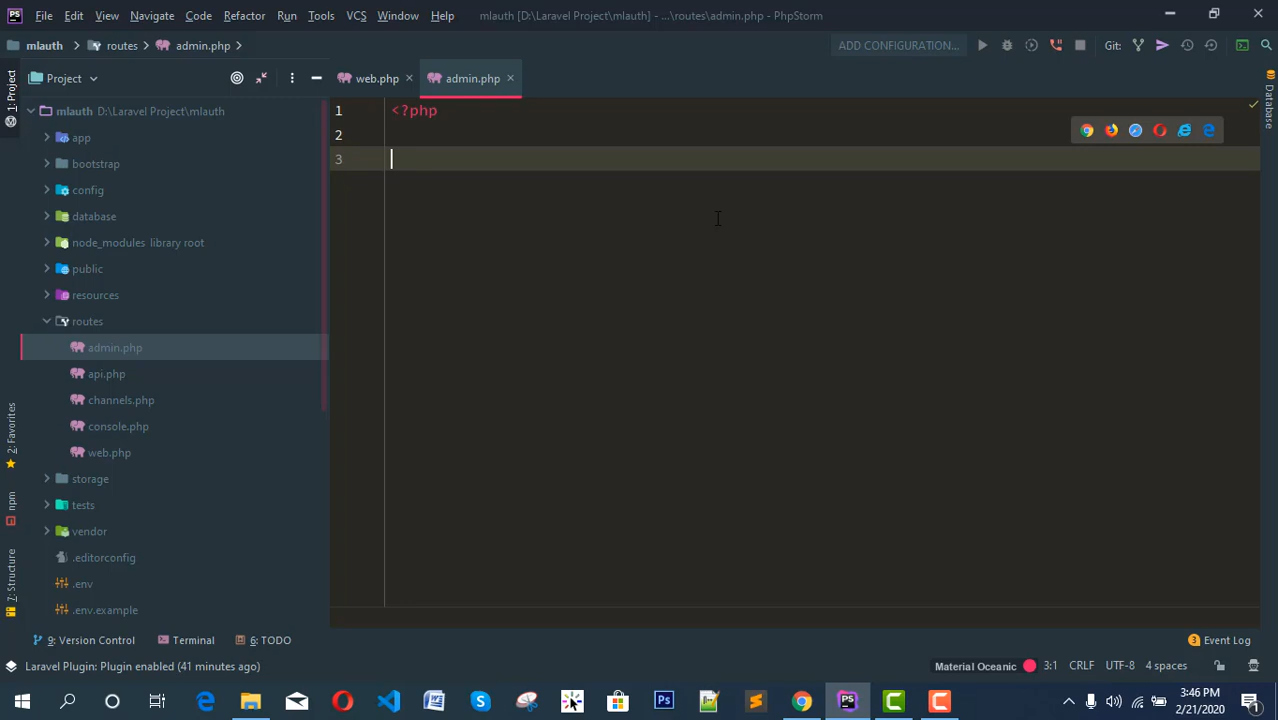 File Edit View Navigate Code Refactor Run Tools VCS Window Help mlauth [D:\Laravel Project\mlauth] - ...\routes\admin.php - PhpStorm
mlauth routes admin.php ADD CONFIGURATION... Git:
Project web.php admin.php
1: Project
mlauth D:\Laravel Project\mlauth
app
bootstrap
config
database
node_modules library root
public
resources
routes
admin.php
api.php
channels.php
console.php
web.php
storage
tests
vendor
.editorconfig
.env
.env.example
1 <?php
2
3
Database
2: Favorites
npm
7: Structure
9: Version Control Terminal 6: TODO 3 Event Log
Laravel Plugin: Plugin enabled (41 minutes ago) Material Oceanic 3:1 CRLF UTF-8 4 spaces
3:46 PM
2/21/2020
1